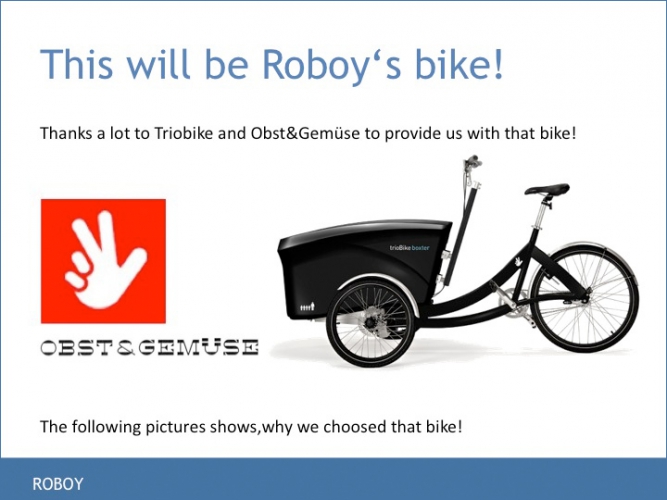 This will be Roboy‘s bike!
Thanks a lot to Triobike and Obst&Gemüse to provide us with that bike!
trioBike boxter
OBST&GEMÜSE
The following pictures shows,why we choosed that bike!
ROBOY